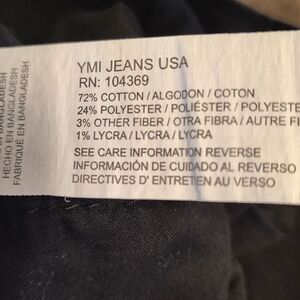 YMI JEANS USA
RN: 104369
72% COTTON / ALGODON / COTON
24% POLYESTER / POLIÉSTER / POLYESTE
3% OTHER FIBER / OTRA FIBRA / AUTRE FI
1% LYCRA / LYCRA / LYCRA
SEE CARE INFORMATION REVERSE
INFORMACIÓN DE CUIDADO AL REVERSO
DIRECTIVES D' ENTRETEN AU VERSO
BANGLADESH
HECHO EN BANGLADESH
FABRIQUÉ EN BANGLADESH